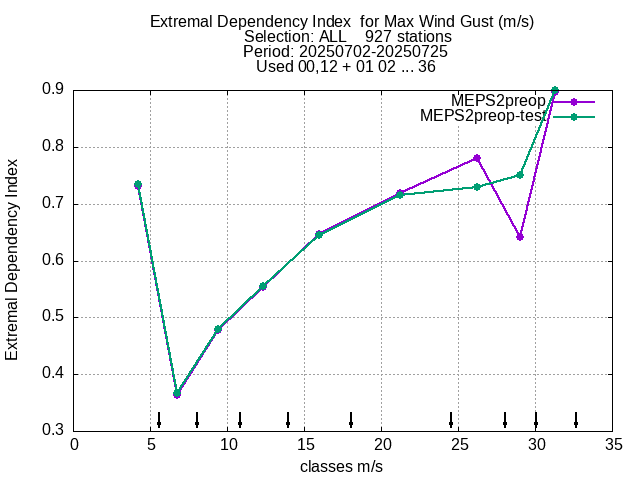 Extremal Dependency Index  for Max Wind Gust (m/s)
Selection: ALL    927 stations
Period: 20250702-20250725
Used 00,12 + 01 02 ... 36
MEPS2preop
MEPS2preop-test
Extremal Dependency Index
0.9
0.8
0.7
0.6
0.5
0.4
0.3
0 5 10 15 20 25 30 35
classes m/s